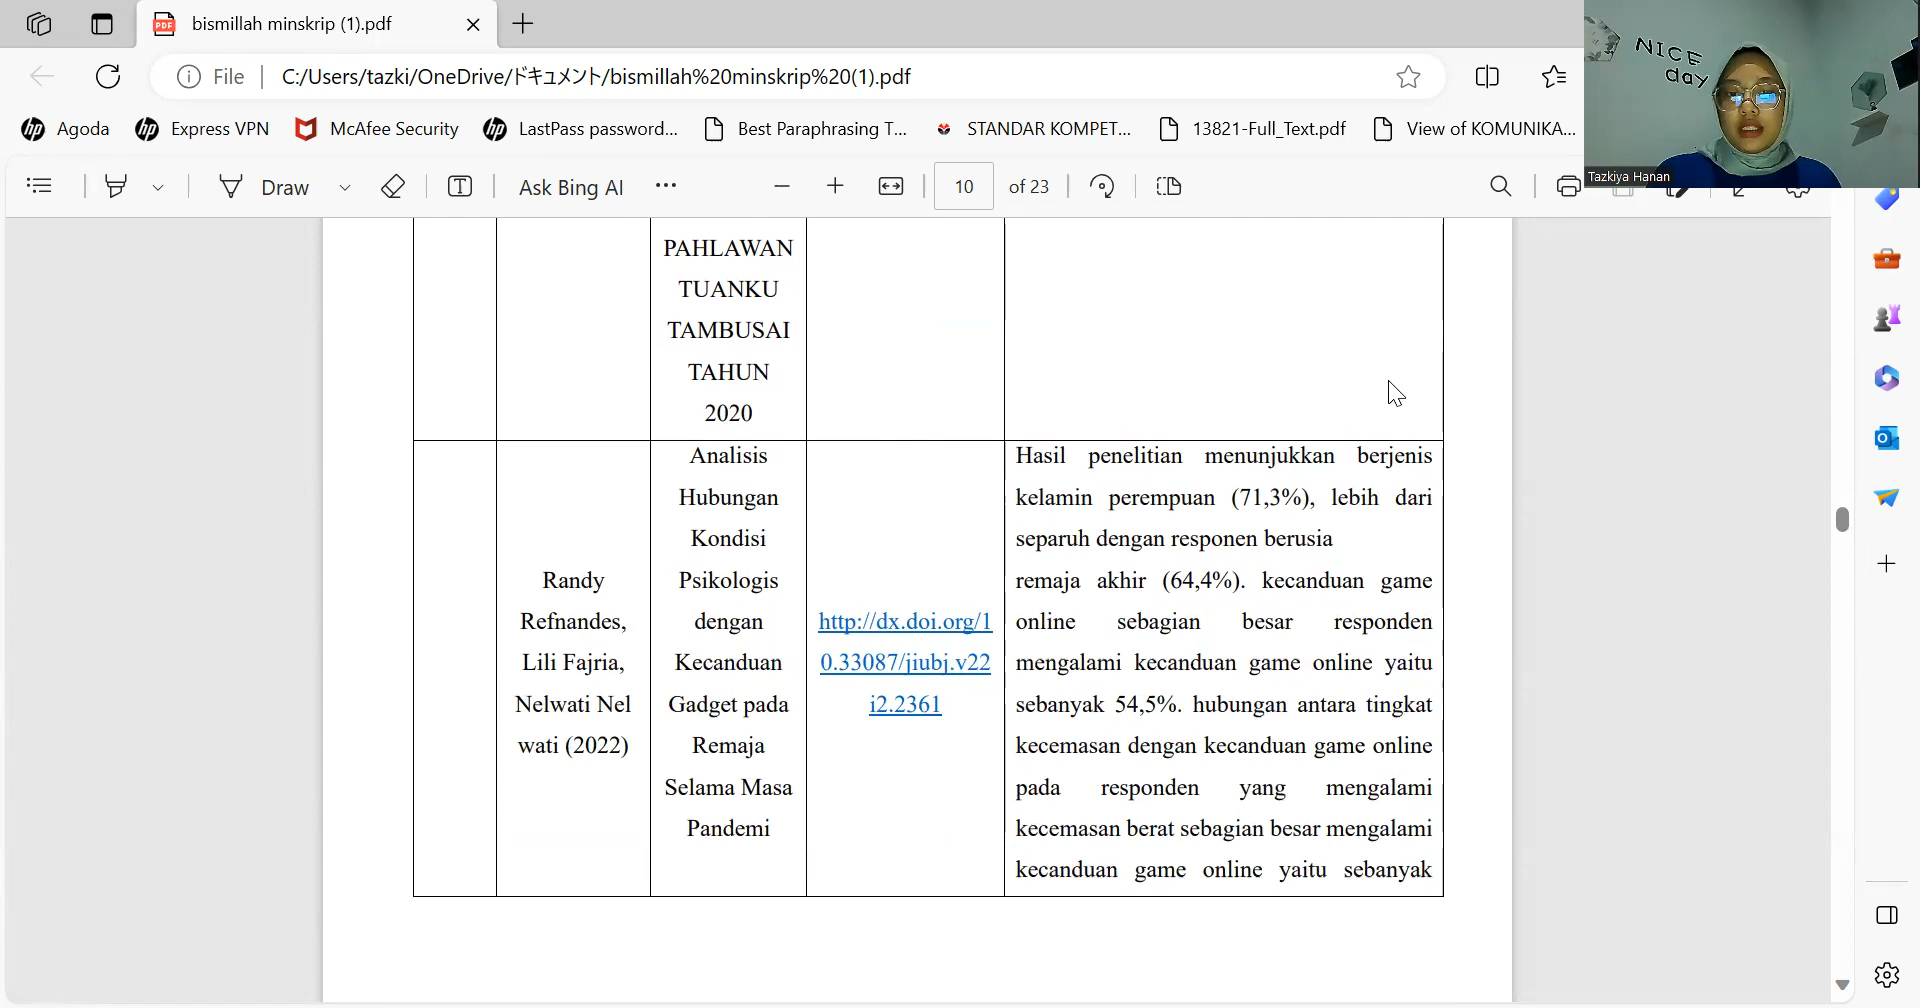 bismillah minskrip (1).pdf
File
C:/Users/tazki/OneDrive/ドキュメント/bismillah%20minskrip%20(1).pdf
Agoda
Express VPN
McAfee Security
LastPass password...
Best Paraphrasing T...
STANDAR KOMPET...
13821-Full_Text.pdf
View of KOMUNIKA...
NICE
day
Tazkiya Hanan
Draw
Ask Bing AI
10
of 23
PAHLAWAN
TUANKU
TAMBUSAI
TAHUN
2020
Randy
Refnandes,
Lili Fajria,
Nelwati Nel
wati (2022)
Analisis
Hubungan
Kondisi
Psikologis
dengan
Kecanduan
Gadget pada
Remaja
Selama Masa
Pandemi
http://dx.doi.org/1
0.33087/jiubj.v22
i2.2361
Hasil penelitian menunjukkan berjenis
kelamin perempuan (71,3%), lebih dari
separuh dengan responen berusia
remaja akhir (64,4%). kecanduan game
online sebagian besar responden
mengalami kecanduan game online yaitu
sebanyak 54,5%. hubungan antara tingkat
kecemasan dengan kecanduan game online
pada responden yang mengalami
kecemasan berat sebagian besar mengalami
kecanduan game online yaitu sebanyak